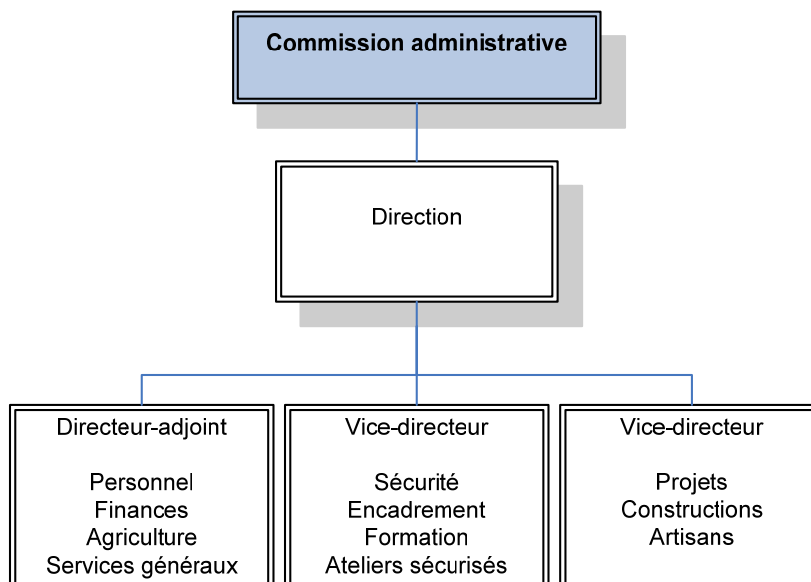 Commission administrative
Direction
Directeur-adjoint
Personnel
Finances
Agriculture
Services généraux
Vice-directeur
Sécurité
Encadrement
Formation
Ateliers sécurisés
Vice-directeur
Projets
Constructions
Artisans